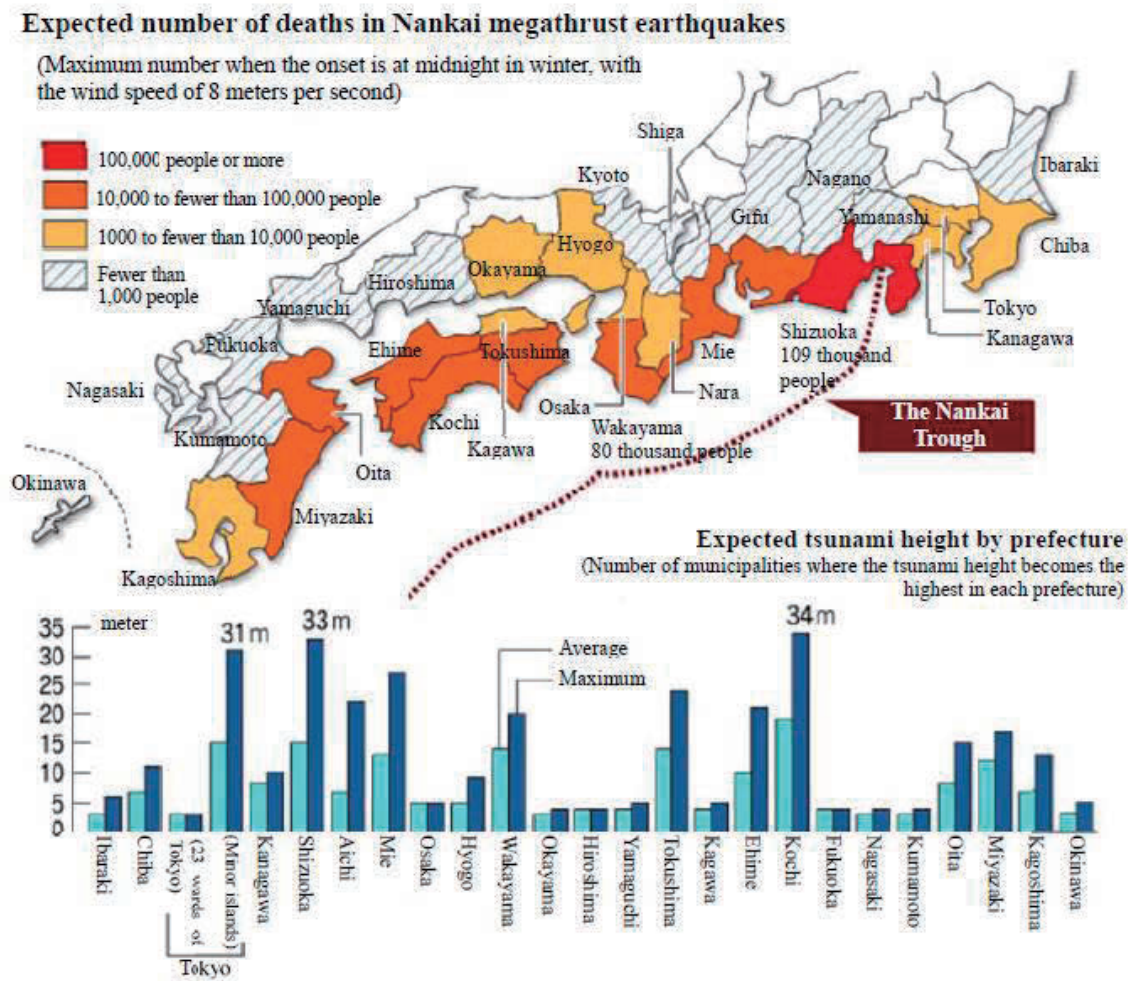 Expected number of deaths in Nankai megathrust earthquakes
(Maximum number when the onset is at midnight in winter, with
the wind speed of 8 meters per second)
100,000 people or more
10,000 to fewer than 100,000 people
1000 to fewer than 10,000 people
Fewer than
1,000 people
Shiga
Kyoto
Nagano
Ibaraki
Gifu
Yamanashi
Hyogo
Chiba
Okayama
Hiroshima
Yamaguchi
Tokyo
Kanagawa
Shizuoka
109 thousand
people
Fukuoka
Ehime
Tokushima
Mie
Nagasaki
Nara
Kochi
Osaka
The Nankai
Trough
Kumamoto
Kagawa
Wakayama
80 thousand people
Oita
Okinawa
Miyazaki
Kagoshima
Expected tsunami height by prefecture
(Number of municipalities where the tsunami height becomes the
highest in each prefecture)
meter
35
30
25
20
15
10
5
0
31m
33m
34m
Average
Maximum
Ibaraki
Chiba
(23 wards of
Tokyo)
(Minor islands)
Tokyo
Kanagawa
Shizuoka
Aichi
Mie
Osaka
Hyogo
Wakayama
Okayama
Hiroshima
Yamaguchi
Tokushima
Kagawa
Ehime
Kochi
Fukuoka
Nagasaki
Kumamoto
Oita
Miyazaki
Kagoshima
Okinawa